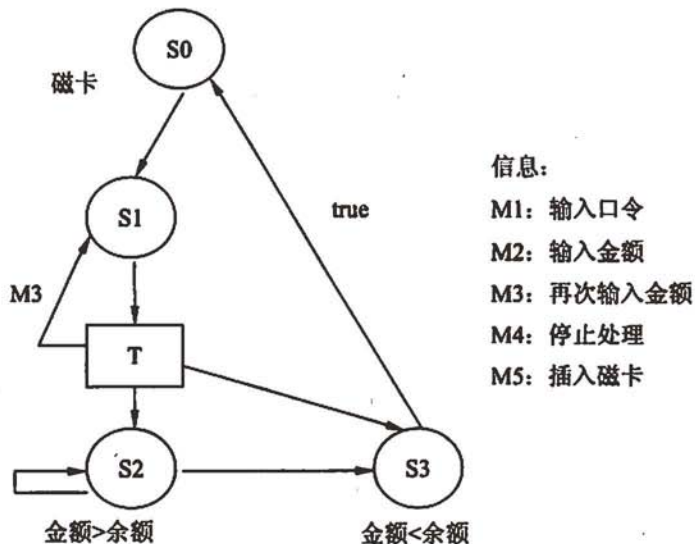 S0
磁卡
S1
true
M3
T
S2
S3
金额>余额
金额<余额
信息:
M1: 输入口令
M2: 输入金额
M3: 再次输入金额
M4: 停止处理
M5: 插入磁卡